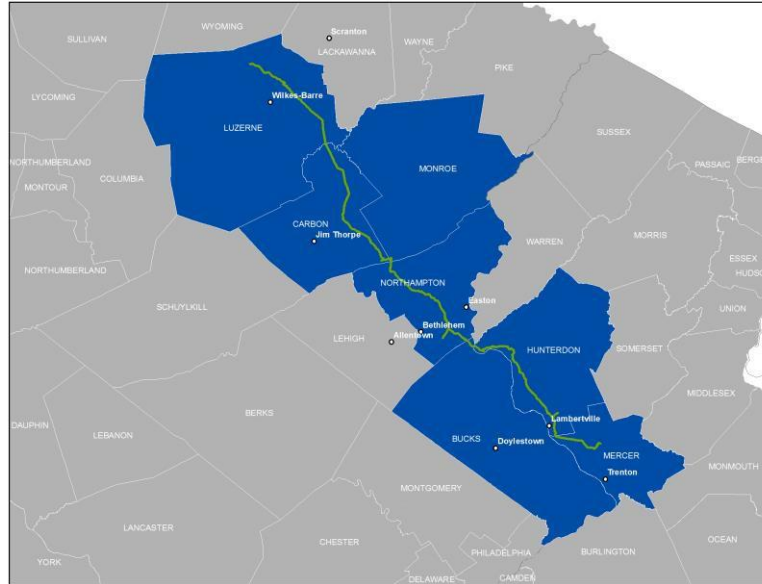 WYOMING
Scranton
SULLIVAN
LACKAWANNA
WAYNE
PIKE
LYCOMING
Wilkes-Barre
LUZERNE
SUSSEX
NORTHUMBERLAND
COLUMBIA
MONTOUR
MONROE
PASSAIC
BERGE
CARBON
Jim Thorpe
WARREN
MORRIS
ESSEX
HUDSO
NORTHUMBERLAND
NORTHAMPTON
SCHUYLKILL
Easton
UNION
Bethlehem
LEHIGH
Allentown
HUNTERDON
SOMERSET
MIDDLESEX
BERKS
DAUPHIN
LEBANON
Lambertville
BUCKS
Doylestown
MERCER
Trenton
MONMOUTH
MONTGOMERY
LANCASTER
CHESTER
PHILADELPHIA
BURLINGTON
OCEAN
YORK
DELAWARE
CAMDEN